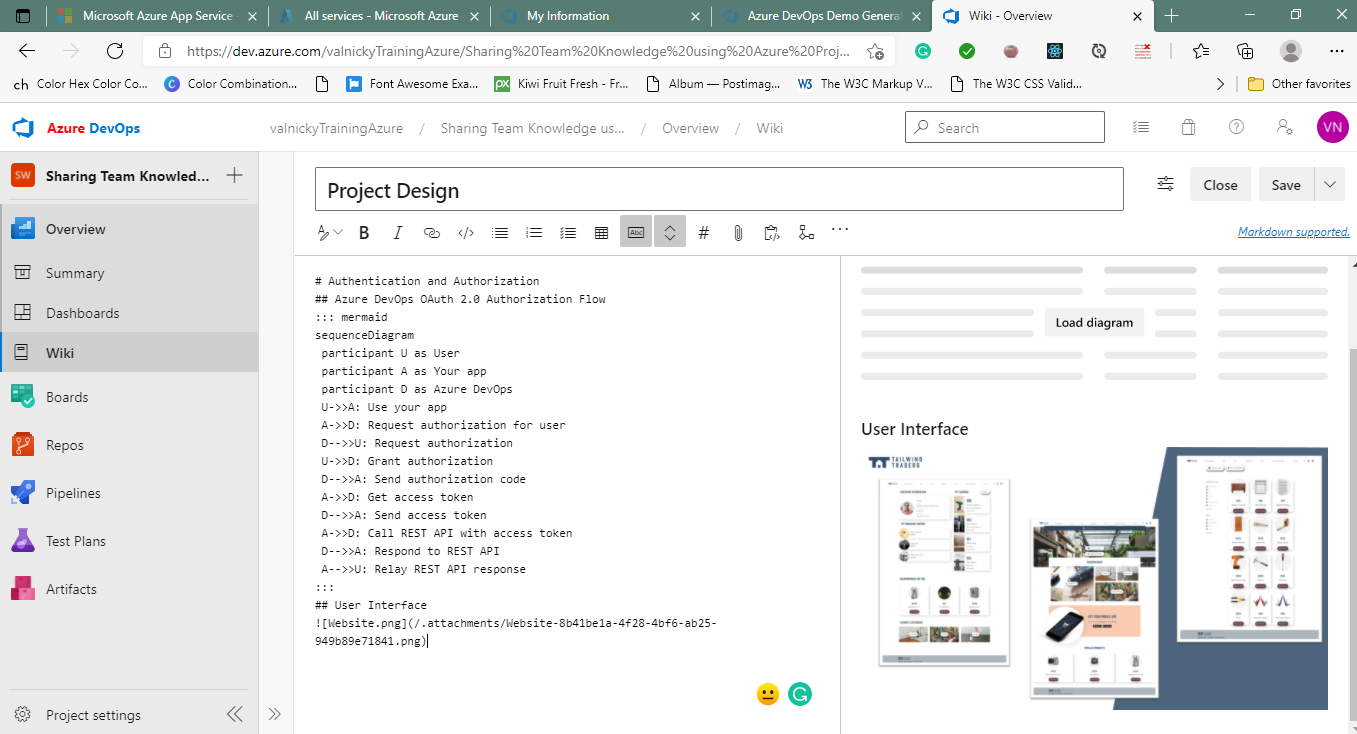 Microsoft Azure App Service -
All services - Microsoft Azure
My Information
Azure DevOps Demo Genera
Wiki - Overview
https://dev.azure.com/valnickyTrainingAzure/Sharing%20Team%20Knowledge%20using%20Azure%20Proj...
ch Color Hex Color Co...
C Color Combination...
Font Awesome Exa...
px Kiwi Fruit Fresh - Fr...
Album — Postimag...
W3 The W3C Markup V...
The W3C CSS Valid...
Other favorites
Azure DevOps
valnickyTrainingAzure / Sharing Team Knowledge us... / Overview / Wiki
Search
VN
SW Sharing Team Knowled...
Overview
Summary
Dashboards
Wiki
Boards
Repos
Pipelines
Test Plans
Artifacts
Project settings
Project Design
Close
Save
B I </> Abc # ...
Markdown supported.
# Authentication and Authorization
## Azure DevOps OAuth 2.0 Authorization Flow
::: mermaid
sequenceDiagram
participant U as User
participant A as Your app
participant D as Azure DevOps
U->>A: Use your app
A->>D: Request authorization for user
D-->>U: Request authorization
U->>D: Grant authorization
D-->>A: Send authorization code
A->>D: Get access token
D-->>A: Send access token
A->>D: Call REST API with access token
D-->>A: Respond to REST API
A-->>U: Relay REST API response
:::
## User Interface
![Website.png](/.attachments/Website-8b41be1a-4f28-4bf6-ab25-
949b89e71841.png)
Load diagram
User Interface
TAILWIND
TRADERS